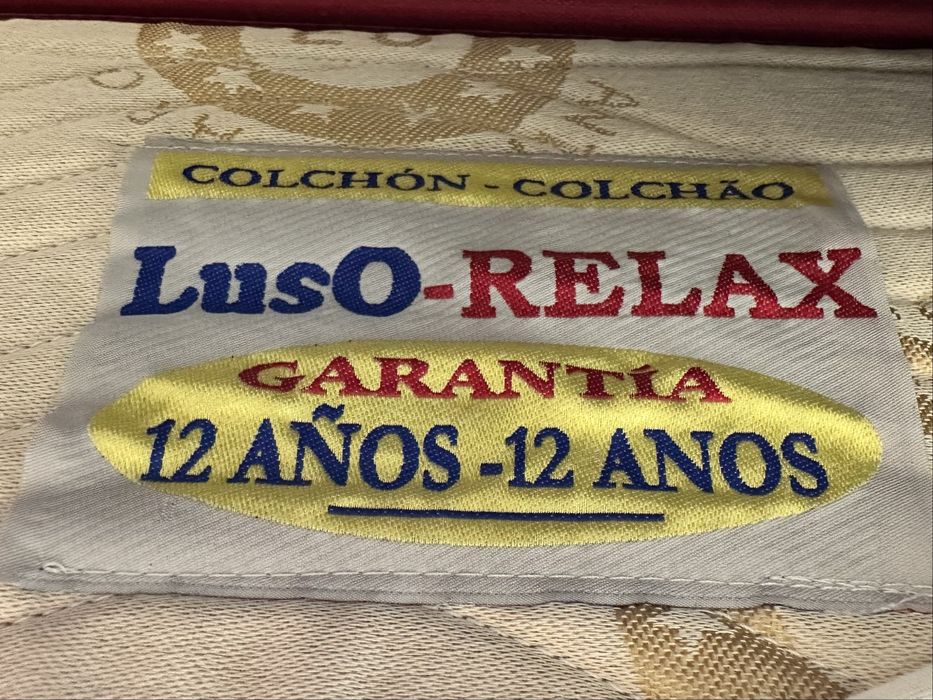 COLCHÓN - COLCHÃO
LusO-RELAX
GARANTÍA
12 AÑOS -12 ANOS